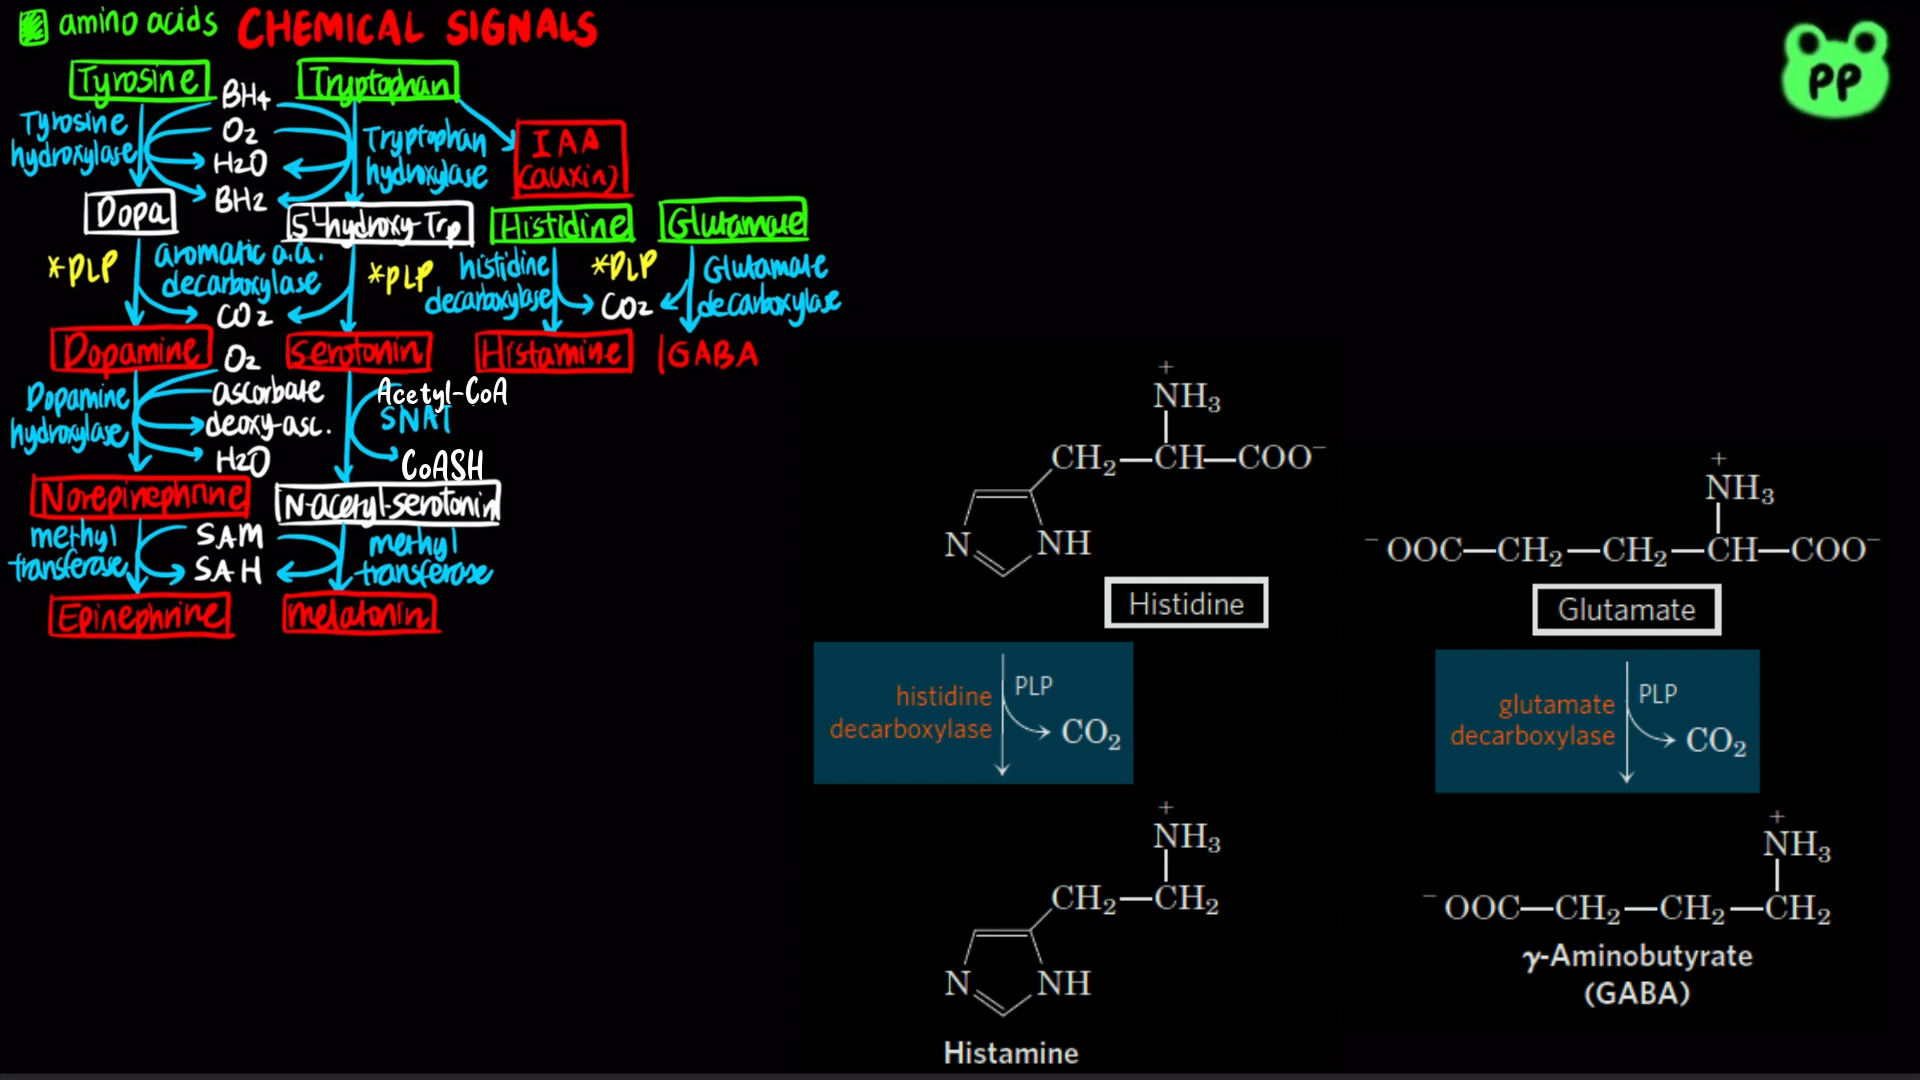 amino acids CHEMICAL SIGNALS
PP
Tyrosine
Tryptophan
BH4
O2
H2O
BH2
Tyrosine
hydroxylase
Tryptophan
hydroxylase
IAA
(auxin)
Dopa
5-hydroxy-Trp
Histidine
Glutamate
*PLP
aromatic a.a.
decarboxylase
CO2
*PLP
histidine
decarboxylase
*PLP
CO2
Glutamate
decarboxylase
Dopamine
Serotonin
Histamine
GABA
O2
ascorbate
deoxy-asc.
H2O
Dopamine
hydroxylase
Acetyl-CoA
SNAT
CoASH
Norepinephrine
N-acetyl-serotonin
methyl
transferase
SAM
SAH
methyl
transferase
Epinephrine
melatonin
+
NH3
CH2—CH—COO−
N
NH
Histidine
histidine
decarboxylase
PLP
CO2
+
NH3
CH2—CH2
N
NH
Histamine
+
NH3
−OOC—CH2—CH2—CH—COO−
Glutamate
glutamate
decarboxylase
PLP
CO2
+
NH3
−OOC—CH2—CH2—CH2
γ-Aminobutyrate
(GABA)